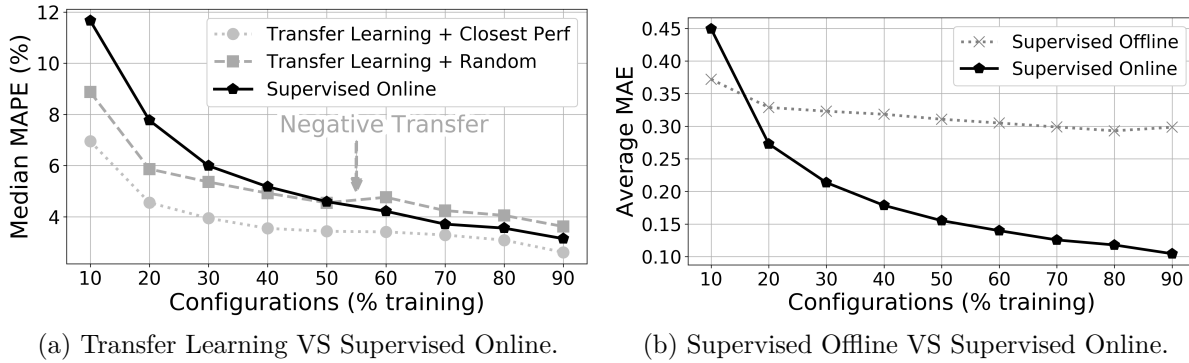 Median MAPE (%)
12
10
8
6
4
Transfer Learning + Closest Perf
Transfer Learning + Random
Supervised Online
Negative Transfer
10 20 30 40 50 60 70 80 90
Configurations (% training)
(a) Transfer Learning VS Supervised Online.
Average MAE
0.45
0.40
0.35
0.30
0.25
0.20
0.15
0.10
Supervised Offline
Supervised Online
10 20 30 40 50 60 70 80 90
Configurations (% training)
(b) Supervised Offline VS Supervised Online.